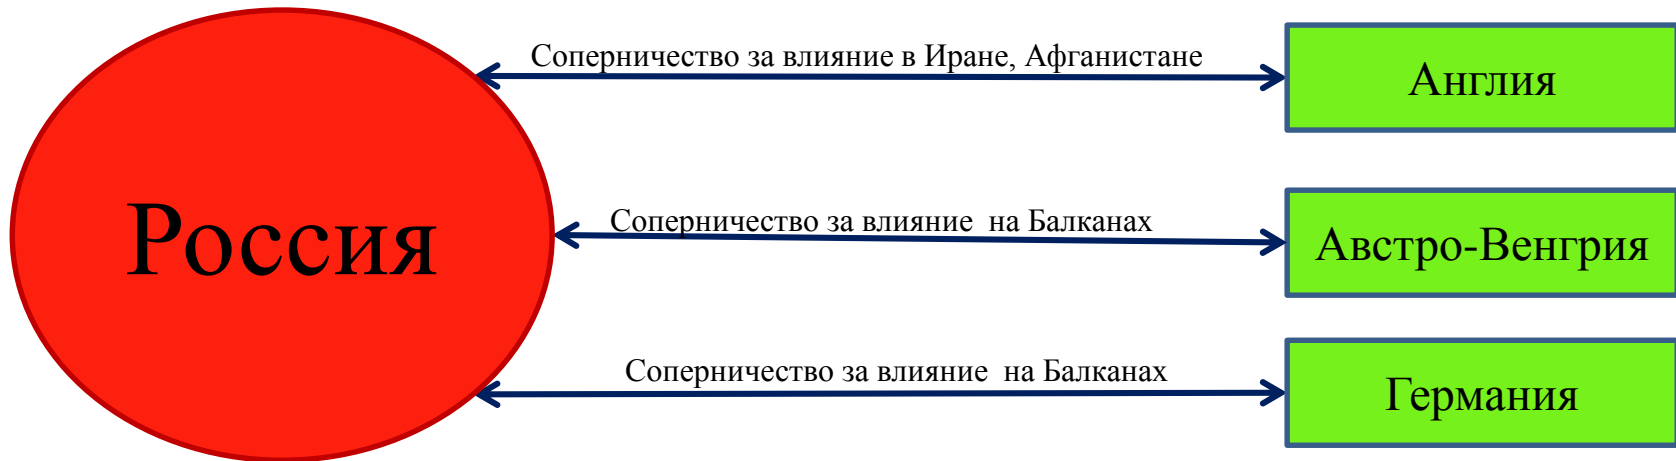 Соперничество за влияние в Иране, Афганистане
Англия
Россия
Соперничество за влияние на Балканах
Австро-Венгрия
Соперничество за влияние на Балканах
Германия